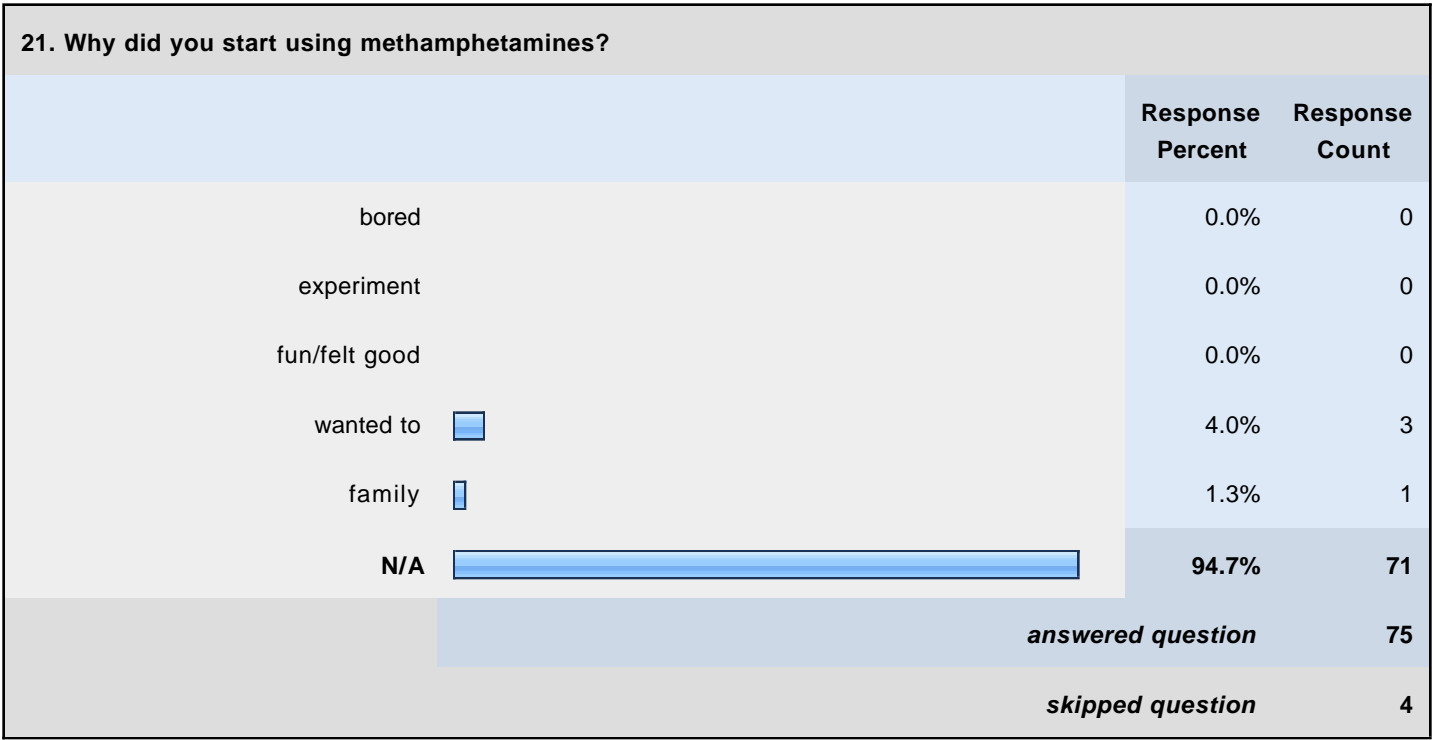 21. Why did you start using methamphetamines?
Response Percent Response Count
bored 0.0% 0
experiment 0.0% 0
fun/felt good 0.0% 0
wanted to 4.0% 3
family 1.3% 1
N/A 94.7% 71
answered question 75
skipped question 4